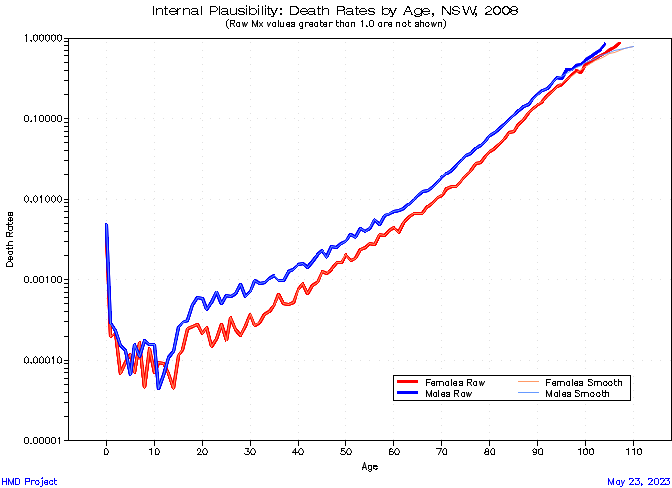 Internal Plausibility: Death Rates by Age, NSW, 2008
(Raw Mx values greater than 1.0 are not shown)
1.00000
0.10000
0.01000
0.00100
0.00010
0.00001
Death Rates
0 10 20 30 40 50 60 70 80 90 100 110
Age
Females Raw Females Smooth
Males Raw Males Smooth
HMD Project May 23, 2023